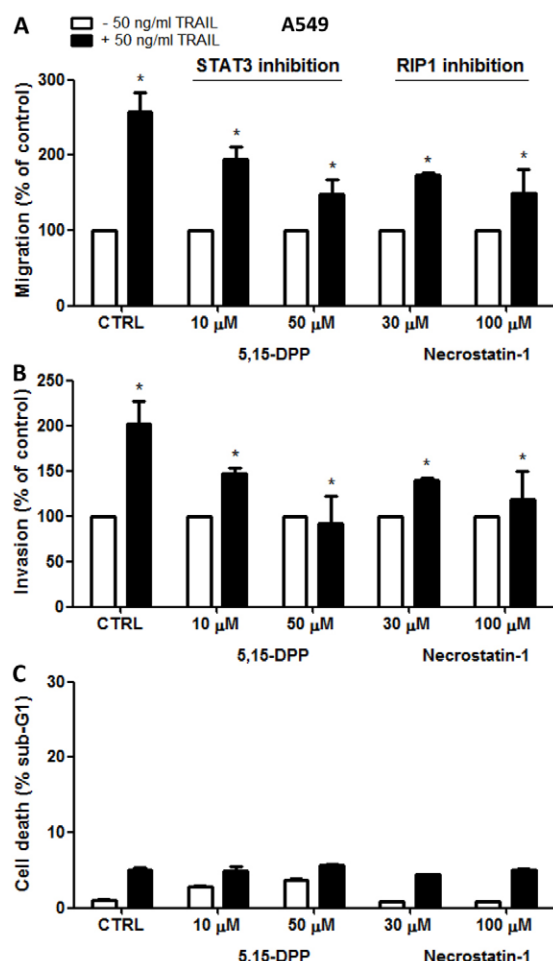 A
- 50 ng/ml TRAIL
+ 50 ng/ml TRAIL
A549
STAT3 inhibition
RIP1 inhibition
Migration (% of control)
300
200
100
0
*
*
*
*
*
CTRL
10 μM
50 μM
30 μM
100 μM
5,15-DPP
Necrostatin-1
B
Invasion (% of control)
250
200
150
100
50
0
*
*
*
*
*
CTRL
10 μM
50 μM
30 μM
100 μM
5,15-DPP
Necrostatin-1
C
Cell death (% sub-G1)
30
20
10
0
CTRL
10 μM
50 μM
30 μM
100 μM
5,15-DPP
Necrostatin-1